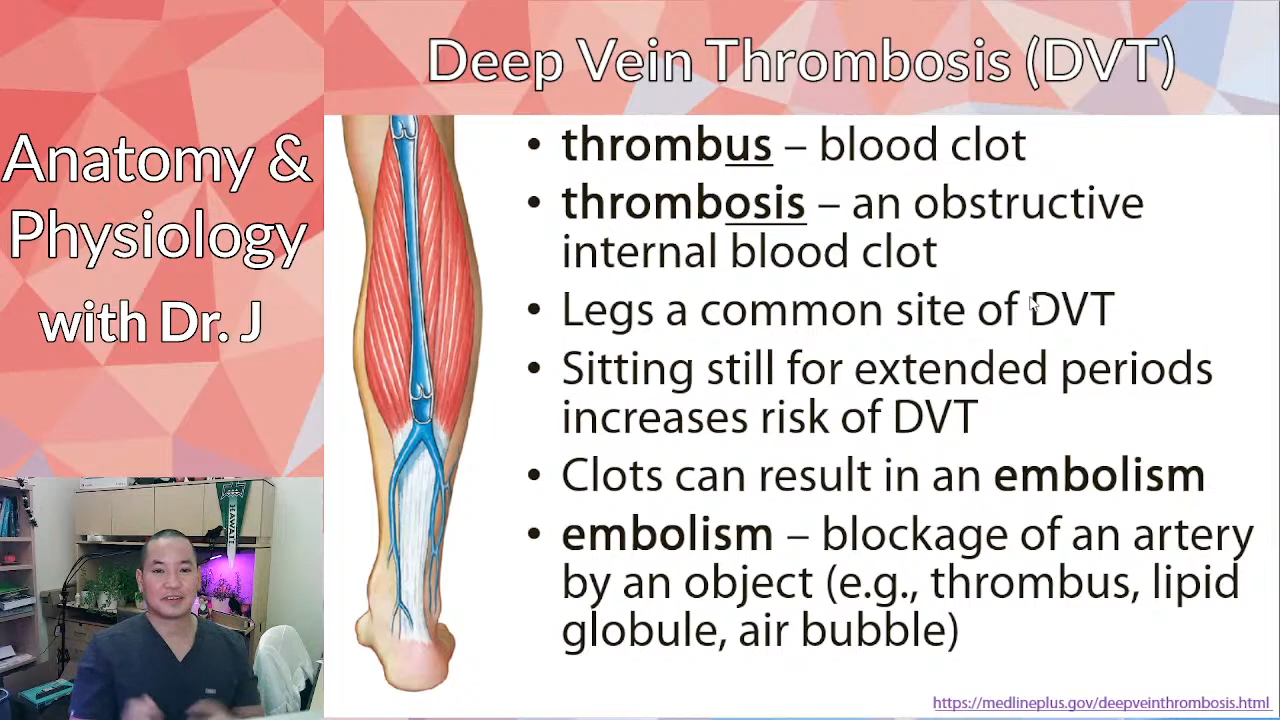 Deep Vein Thrombosis (DVT)
Anatomy &
Physiology
with Dr. J
• thrombus – blood clot
• thrombosis – an obstructive
internal blood clot
• Legs a common site of DVT
• Sitting still for extended periods
increases risk of DVT
• Clots can result in an embolism
• embolism – blockage of an artery
by an object (e.g., thrombus, lipid
globule, air bubble)
HAWAII
https://medlineplus.gov/deepveinthrombosis.html